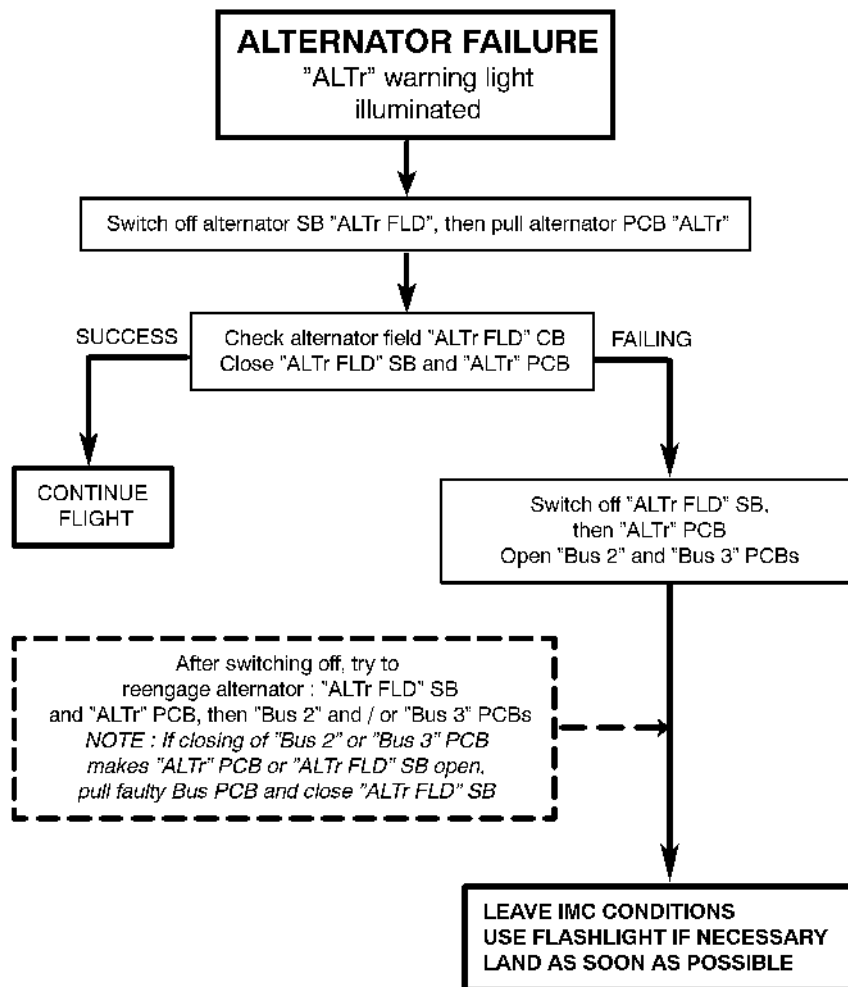 ALTERNATOR FAILURE
"ALTr" warning light
illuminated
Switch off alternator SB "ALTr FLD", then pull alternator PCB "ALTr"
SUCCESS
Check alternator field "ALTr FLD" CB
Close "ALTr FLD" SB and "ALTr" PCB
FAILING
CONTINUE
FLIGHT
Switch off "ALTr FLD" SB,
then "ALTr" PCB
Open "Bus 2" and "Bus 3" PCBs
After switching off, try to
reengage alternator : "ALTr FLD" SB
and "ALTr" PCB, then "Bus 2" and / or "Bus 3" PCBs
NOTE : If closing of "Bus 2" or "Bus 3" PCB
makes "ALTr" PCB or "ALTr FLD" SB open,
pull faulty Bus PCB and close "ALTr FLD" SB
LEAVE IMC CONDITIONS
USE FLASHLIGHT IF NECESSARY
LAND AS SOON AS POSSIBLE